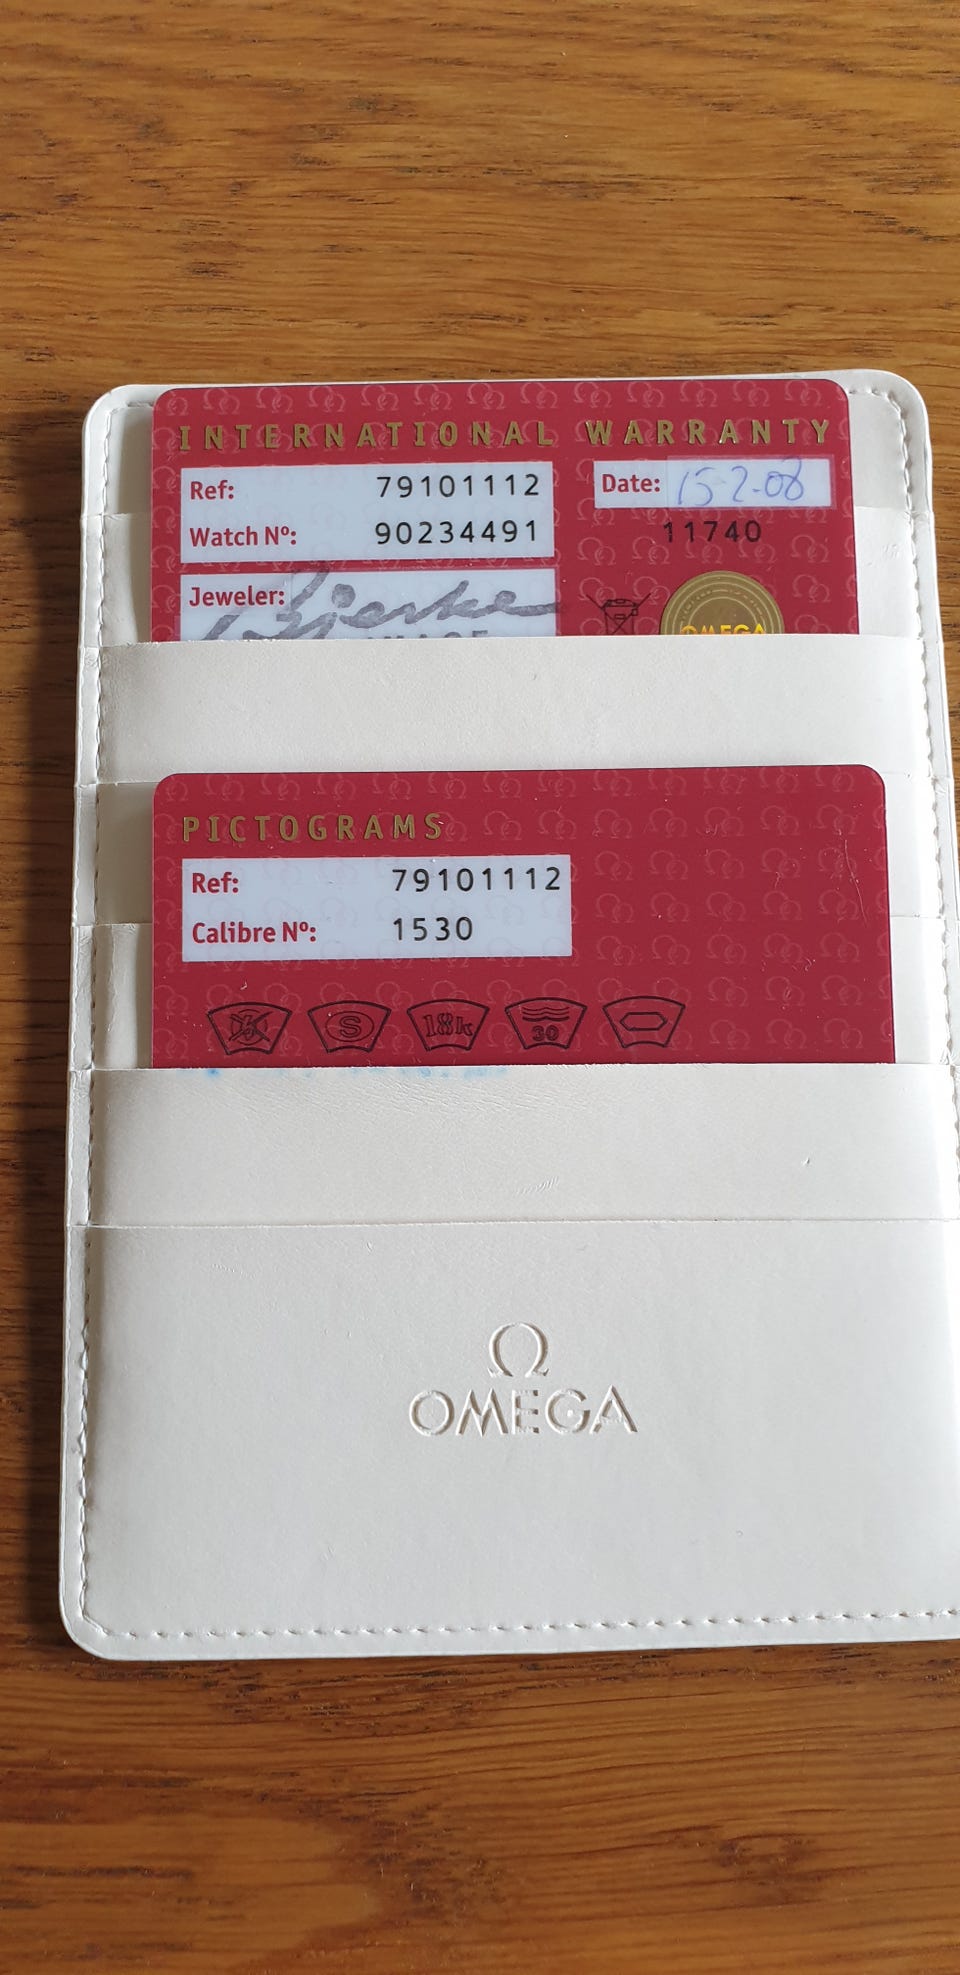 INTERNATIONAL WARRANTY
Ref: 79101112
Date: 15-2-08
Watch Nº: 90234491
11740
Jeweler: Bjerke
OMEGA
PICTOGRAMS
Ref: 79101112
Calibre Nº: 1530
S 18k 30
Ω
OMEGA